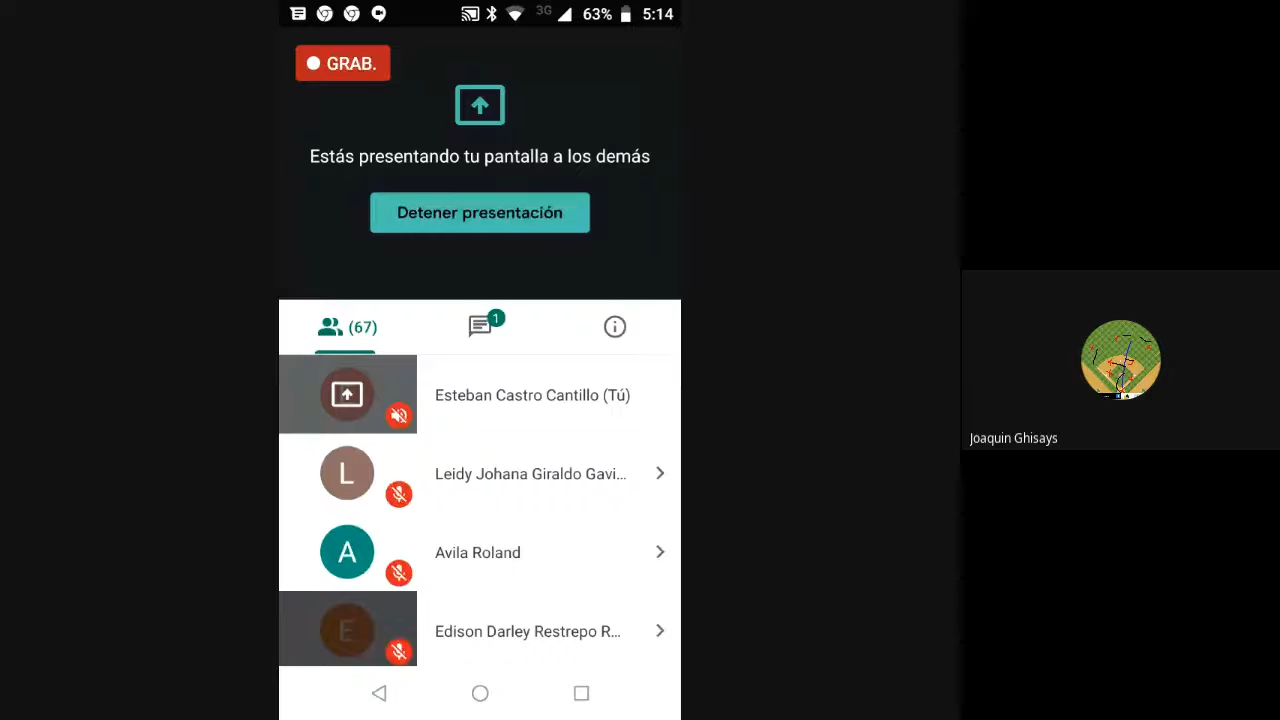 3G 63% 5:14
GRAB.
Estás presentando tu pantalla a los demás
Detener presentación
(67)
1
Esteban Castro Cantillo (Tú)
L
Leidy Johana Giraldo Gavi...
A
Avila Roland
E
Edison Darley Restrepo R...
Joaquin Ghisays